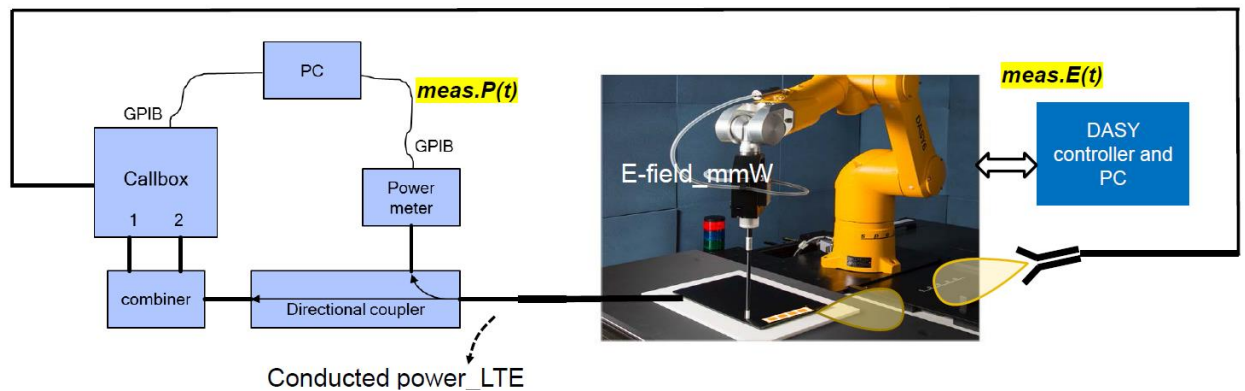 PC
meas.P(t)
meas.E(t)
GPIB
GPIB
Callbox
1 2
Power
meter
E-field_mmW
DASY6
DASY
controller and
PC
combiner
Directional coupler
Conducted power_LTE